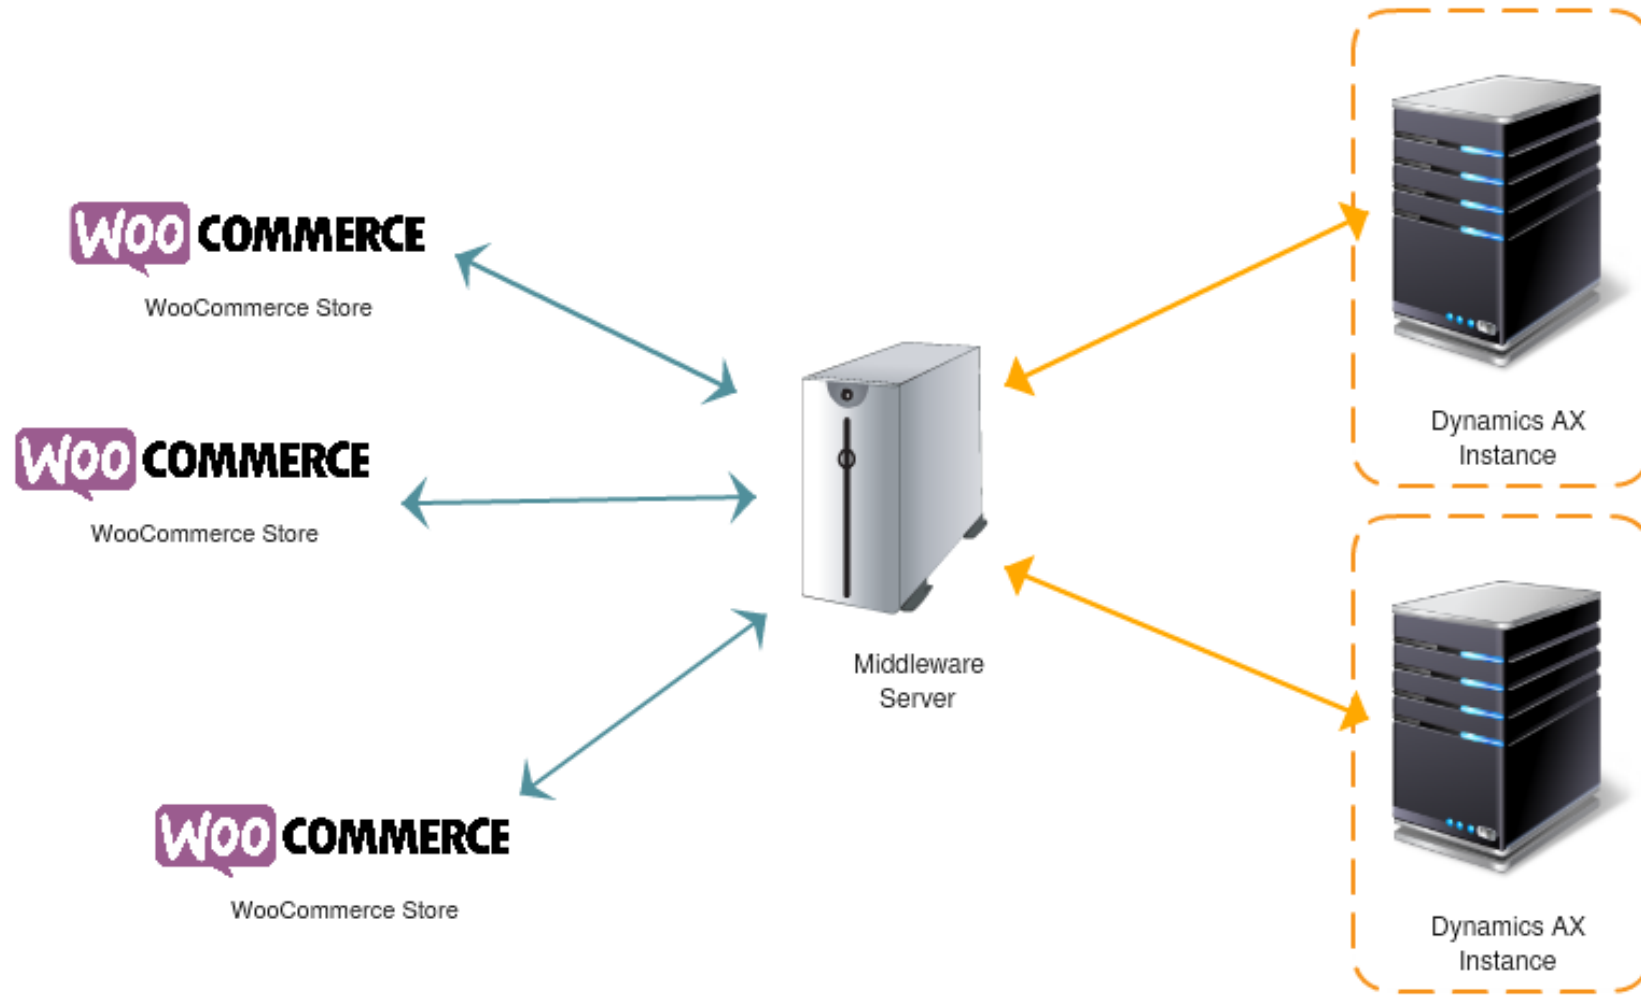 WOO COMMERCE
WooCommerce Store
WOO COMMERCE
WooCommerce Store
WOO COMMERCE
WooCommerce Store
Middleware
Server
Dynamics AX
Instance
Dynamics AX
Instance